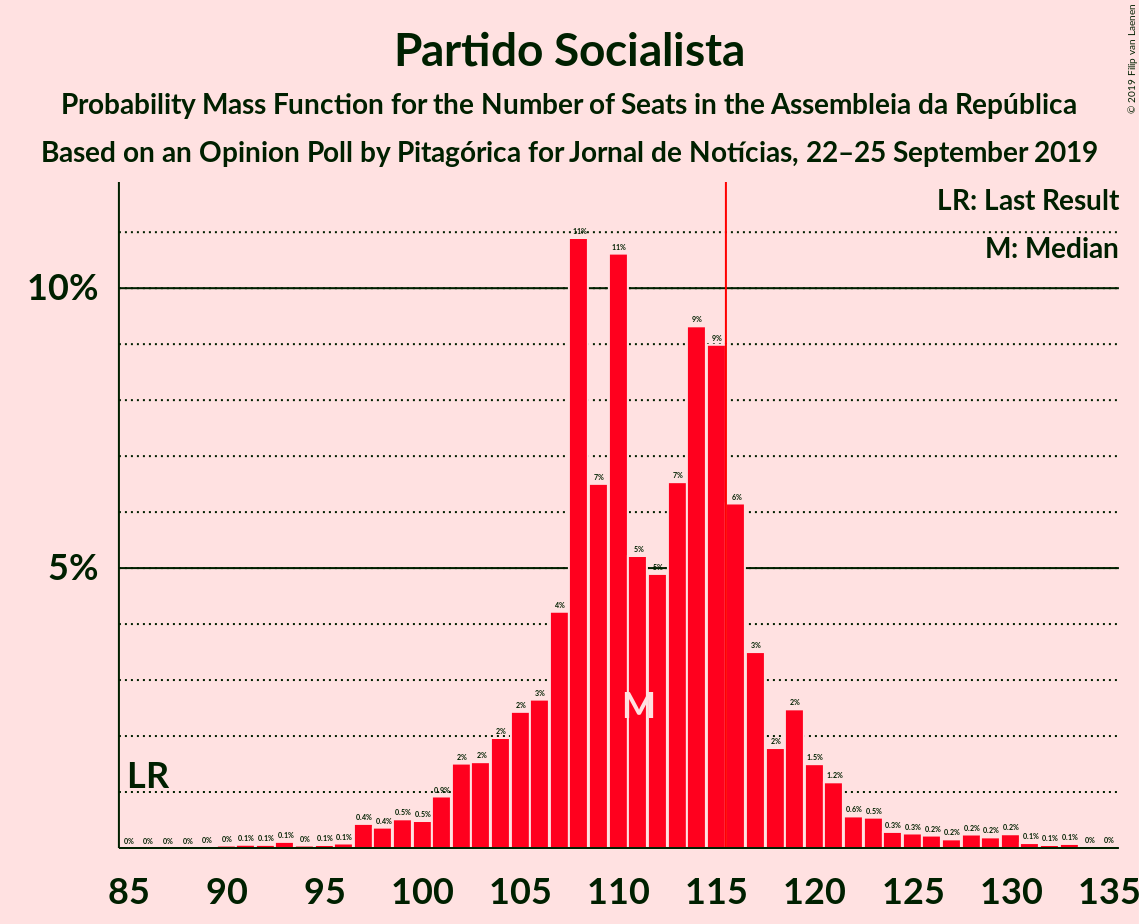 © 2019 Filip van Laenen
Partido Socialista
Probability Mass Function for the Number of Seats in the Assembleia da República
Based on an Opinion Poll by Pitagórica for Jornal de Notícias, 22–25 September 2019
LR: Last Result
M: Median
10%
5%
LR
M
0% 0% 0% 0% 0% 0% 0.1% 0.1% 0.1% 0% 0.1% 0.1% 0.4% 0.4% 0.5% 0.5% 0.9% 2% 2% 2% 2% 3% 4% 11% 7% 11% 5% 5% 7% 9% 9% 6% 3% 2% 2% 1.5% 1.2% 0.6% 0.5% 0.3% 0.3% 0.2% 0.2% 0.2% 0.2% 0.2% 0.1% 0.1% 0.1% 0% 0%
85 90 95 100 105 110 115 120 125 130 135